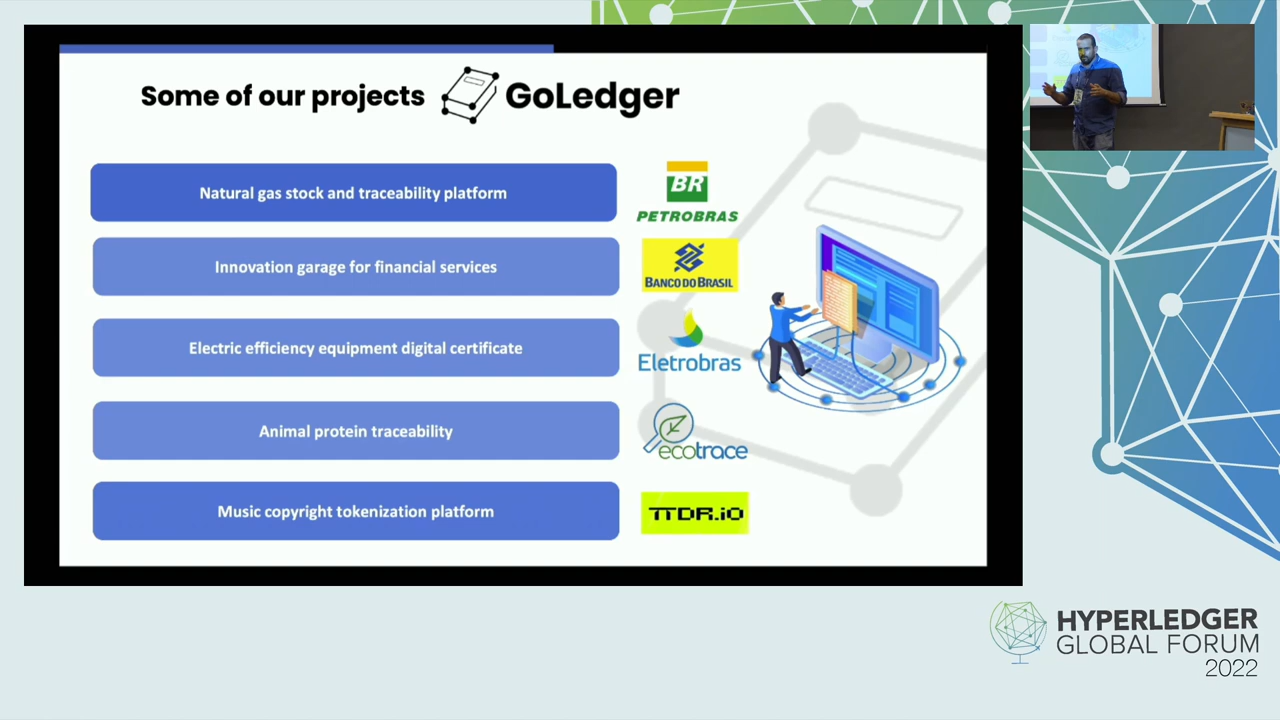 Some of our projects GoLedger
Natural gas stock and traceability platform
BR
PETROBRAS
Innovation garage for financial services
BANCO DO BRASIL
Electric efficiency equipment digital certificate
Eletrobras
Animal protein traceability
ecotrace
Music copyright tokenization platform
TTDR.iO
HYPERLEDGER
GLOBAL FORUM
2022